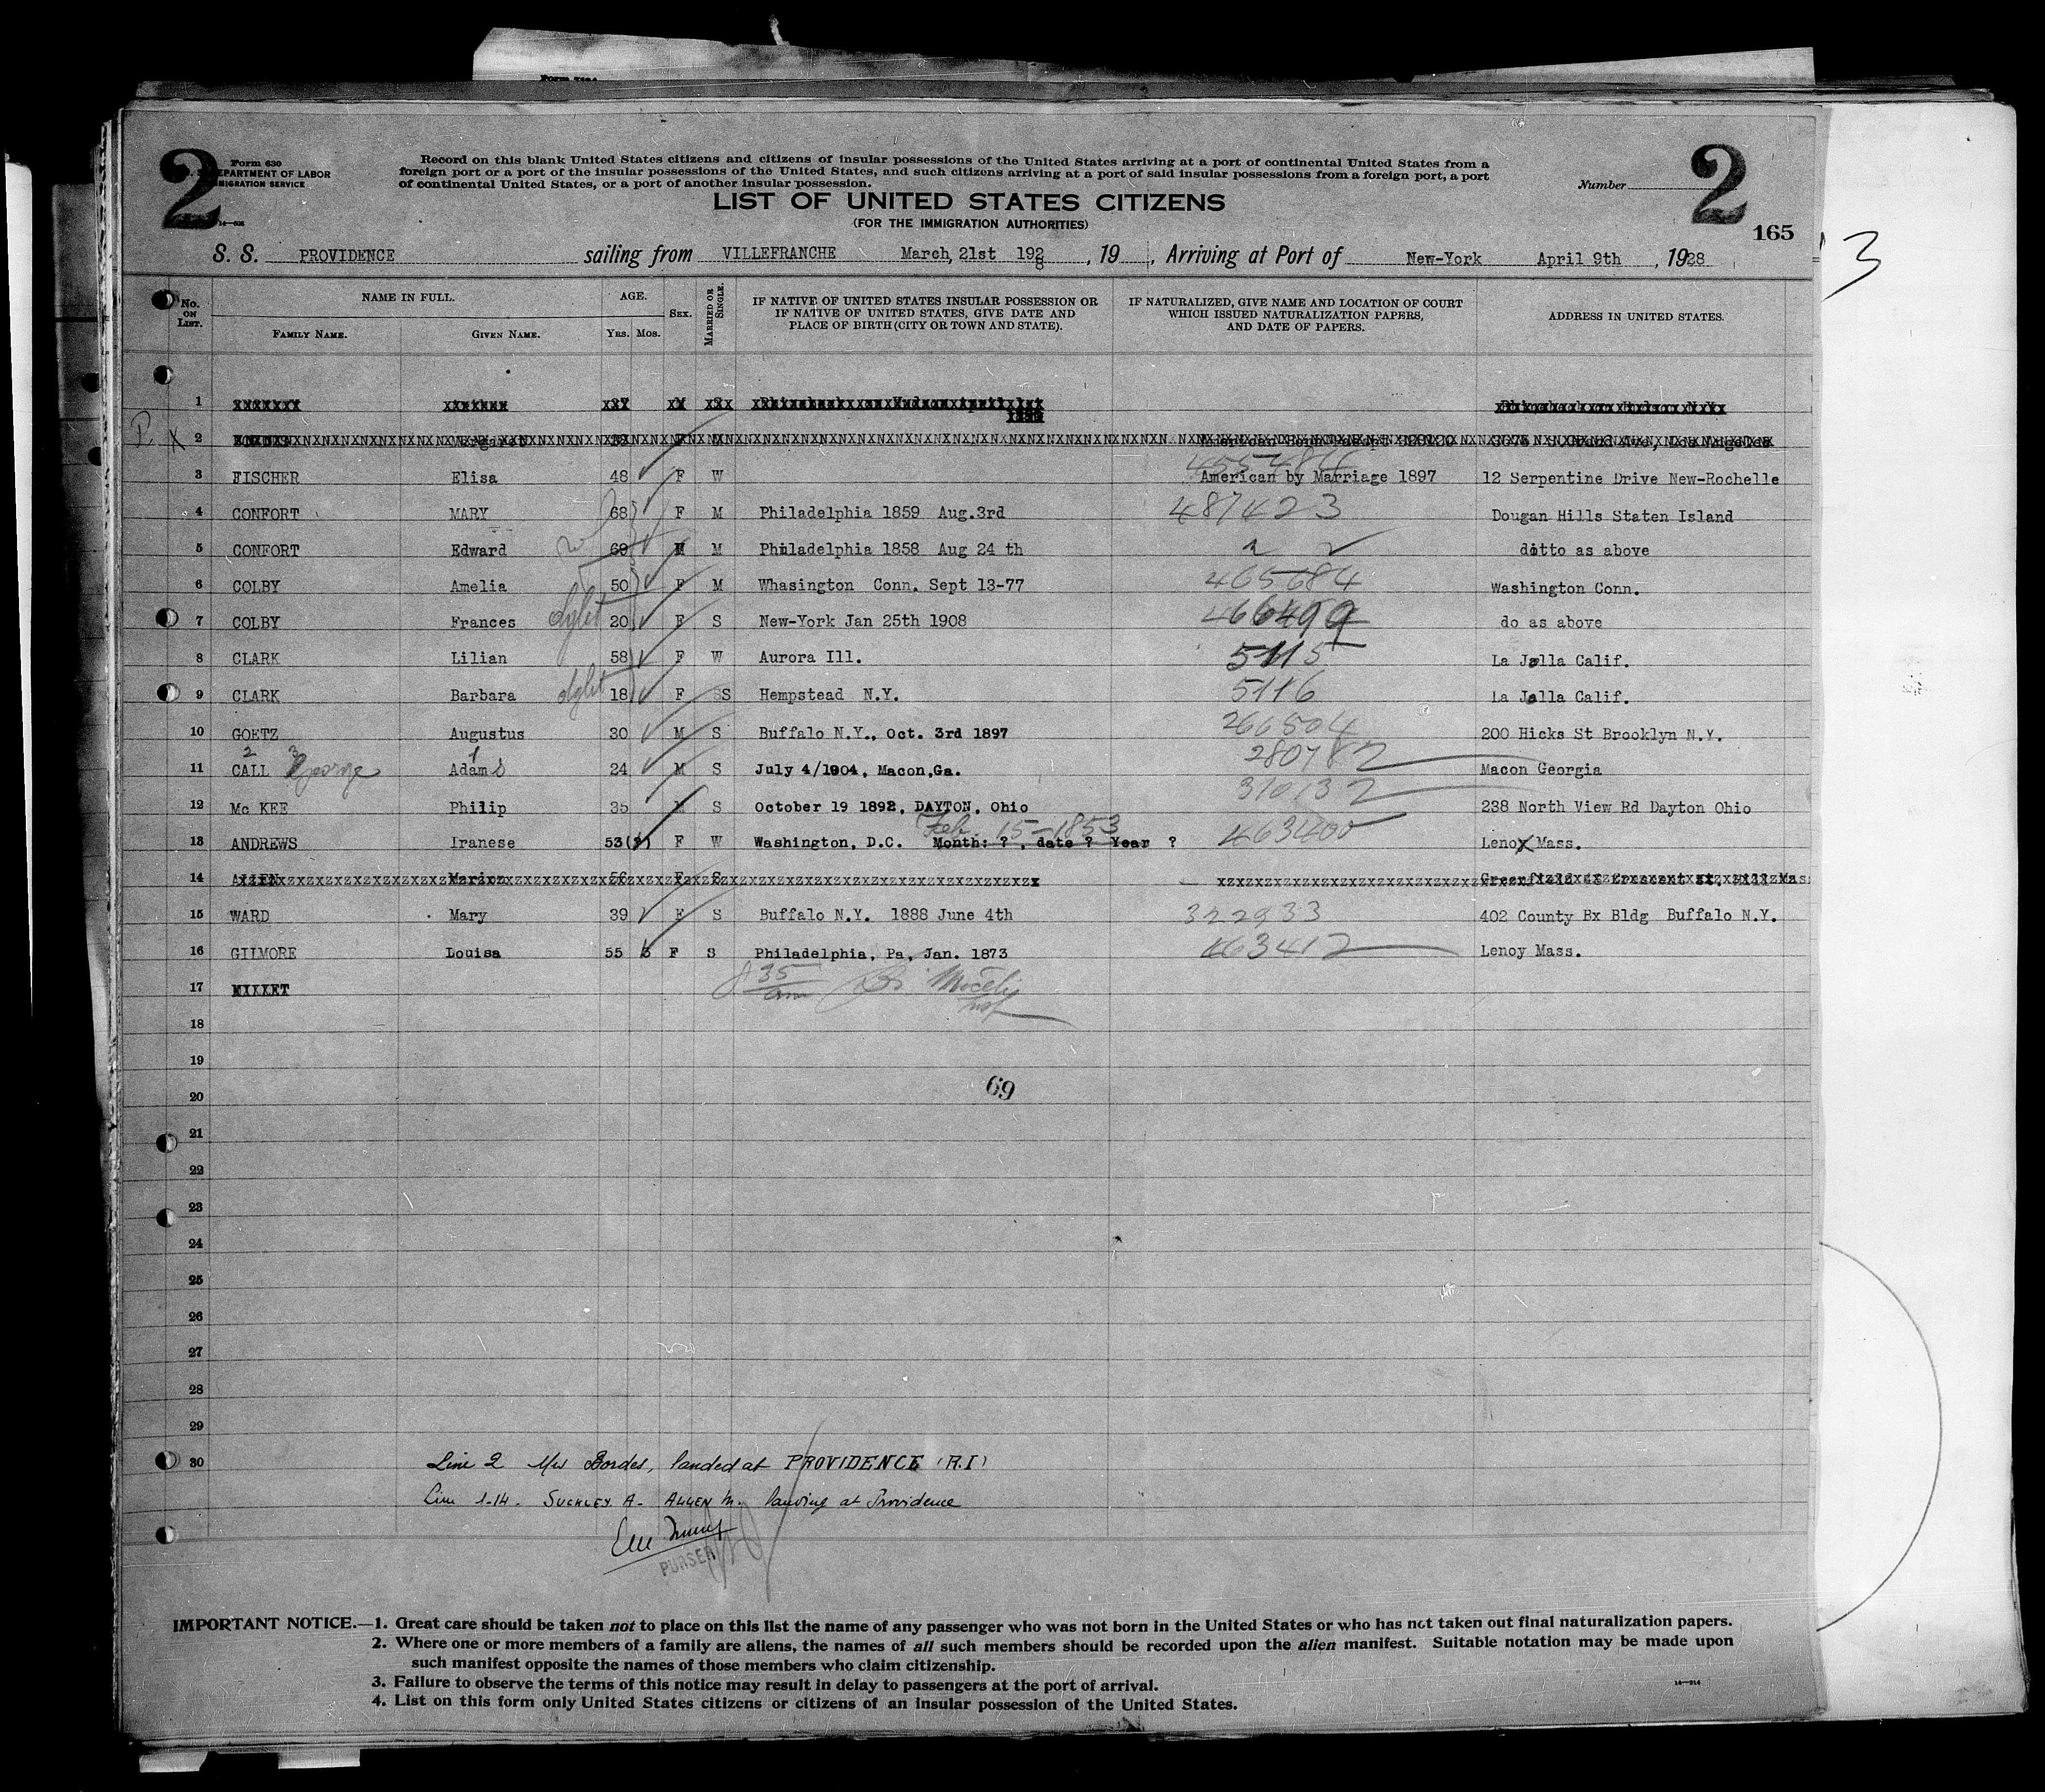 Form 630
DEPARTMENT OF LABOR
IMMIGRATION SERVICE
2
Record on this blank United States citizens and citizens of insular possessions of the United States arriving at a port of continental United States from a
foreign port or a port of the insular possessions of the United States, and such citizens arriving at a port of said insular possessions from a foreign port, a port
of continental United States, or a port of another insular possession.
LIST OF UNITED STATES CITIZENS
(FOR THE IMMIGRATION AUTHORITIES)
Number
2
165
3
S. S. PROVIDENCE sailing from VILLEFRANCHE March, 21st 1928, 19 , Arriving at Port of New-York April 9th , 1928
No. ON LIST. NAME IN FULL. FAMILY NAME. GIVEN NAME. AGE. YRS. MOS. SEX. MARRIED OR SINGLE. IF NATIVE OF UNITED STATES INSULAR POSSESSION OR IF NATIVE OF UNITED STATES, GIVE DATE AND PLACE OF BIRTH (CITY OR TOWN AND STATE). IF NATURALIZED, GIVE NAME AND LOCATION OF COURT WHICH ISSUED NATURALIZATION PAPERS, AND DATE OF PAPERS. ADDRESS IN UNITED STATES.
1
2 Margaret
3 FISCHER Elisa 48 F W American by Marriage 1897 12 Serpentine Drive New-Rochelle
4 CONFORT MARY 68 F M Philadelphia 1859 Aug.3rd 487423 Dougan Hills Staten Island
5 CONFORT Edward 69 M M Philadelphia 1858 Aug 24 th ditto as above
6 COLBY Amelia 50 F M Whasington Conn. Sept 13-77 465684 Washington Conn.
7 COLBY Frances 20 F S New-York Jan 25th 1908 466499 do as above
8 CLARK Lilian 58 F W Aurora Ill. 5115 La Jolla Calif.
9 CLARK Barbara 18 F S Hempstead N.Y. 5116 La Jolla Calif.
10 GOETZ Augustus 30 M S Buffalo N.Y., Oct. 3rd 1897 266504 200 Hicks St Brooklyn N.Y.
11 CALL George Adams 24 M S July 4/1904, Macon,Ga. 280782 Macon Georgia
12 Mc KEE Philip 35 M S October 19 1892, DAYTON, Ohio 310132 238 North View Rd Dayton Ohio
Feb. 15-1853
13 ANDREWS Iranese 53(?) F W Washington, D.C. Month: ?, date ? Year ? 463400 Lenox Mass.
14 ALLEN Marion 56 F S
15 WARD Mary 39 F S Buffalo N.Y. 1888 June 4th 322933 402 County Bx Bldg Buffalo N.Y.
16 GILMORE Louisa 55 3 F S Philadelphia, Pa, Jan. 1873 463412 Lenoy Mass.
17 MILLET
18
19
20
69
21
22
23
24
25
26
27
28
29
30
Line 2 Mrs Bordes, landed at PROVIDENCE (R.I)
Line 1-14. SUCKLEY A. ALLEN M. landing at Providence
PURSER
IMPORTANT NOTICE.—1. Great care should be taken not to place on this list the name of any passenger who was not born in the United States or who has not taken out final naturalization papers.
2. Where one or more members of a family are aliens, the names of all such members should be recorded upon the alien manifest. Suitable notation may be made upon
such manifest opposite the names of those members who claim citizenship.
3. Failure to observe the terms of this notice may result in delay to passengers at the port of arrival.
4. List on this form only United States citizens or citizens of an insular possession of the United States.